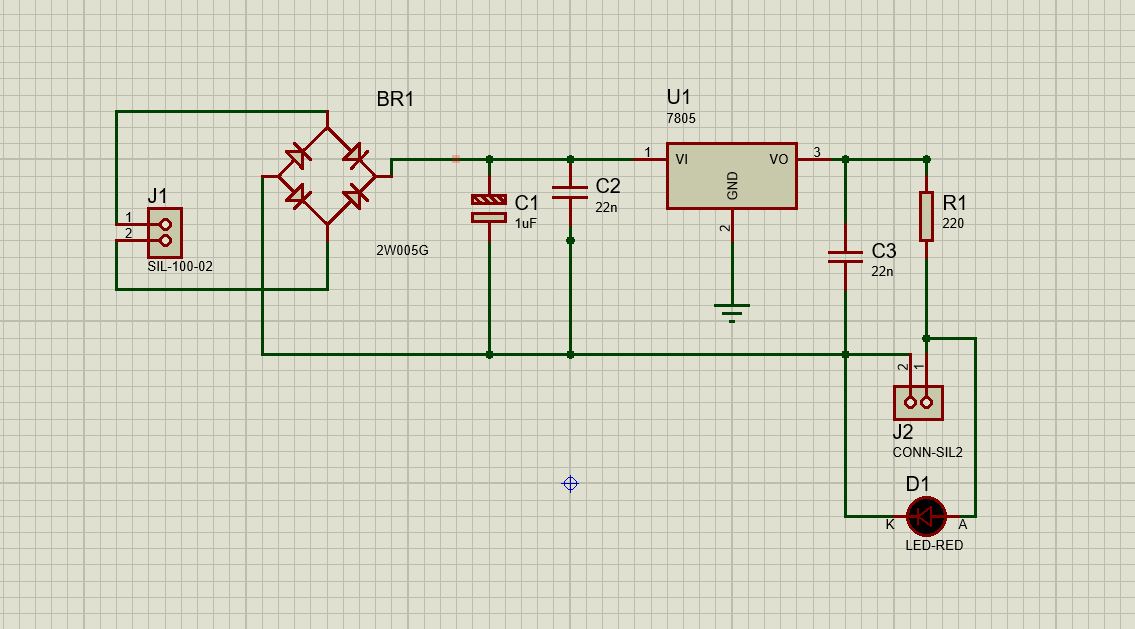 BR1
2W005G
J1
1
2
SIL-100-02
C1
1uF
C2
22n
U1
7805
1
VI
VO
3
GND
2
C3
22n
R1
220
2
1
J2
CONN-SIL2
D1
K
A
LED-RED